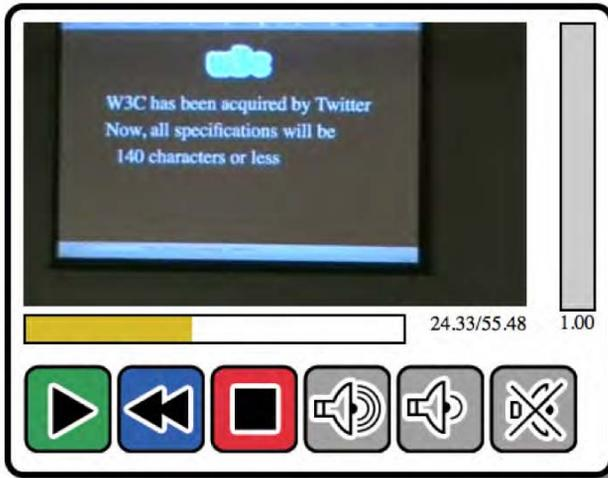 w3c
W3C has been acquired by Twitter
Now, all specifications will be
140 characters or less
24.33/55.48
1.00